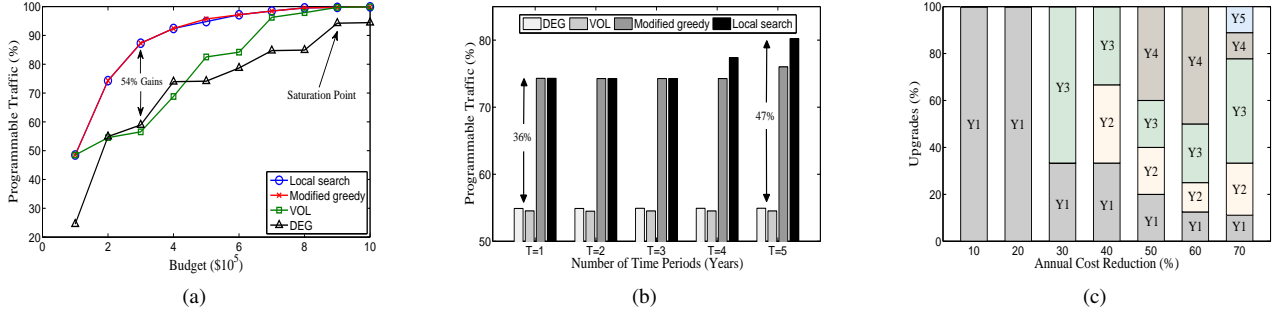 Programmable Traffic (%)
100
90
80
70
60
50
40
30
20
0
2
4
6
8
10
Budget ($10^5)
54% Gains
Saturation Point
Local search
Modified greedy
VOL
DEG
(a)
Programmable Traffic (%)
85
80
70
60
50
DEG
VOL
Modified greedy
Local search
36%
47%
T=1
T=2
T=3
T=4
T=5
Number of Time Periods (Years)
(b)
Upgrades (%)
100
80
60
40
20
0
Y1
Y1
Y3
Y1
Y3
Y2
Y1
Y4
Y3
Y2
Y1
Y4
Y3
Y2
Y1
Y5
Y4
Y3
Y2
Y1
10
20
30
40
50
60
70
Annual Cost Reduction (%)
(c)